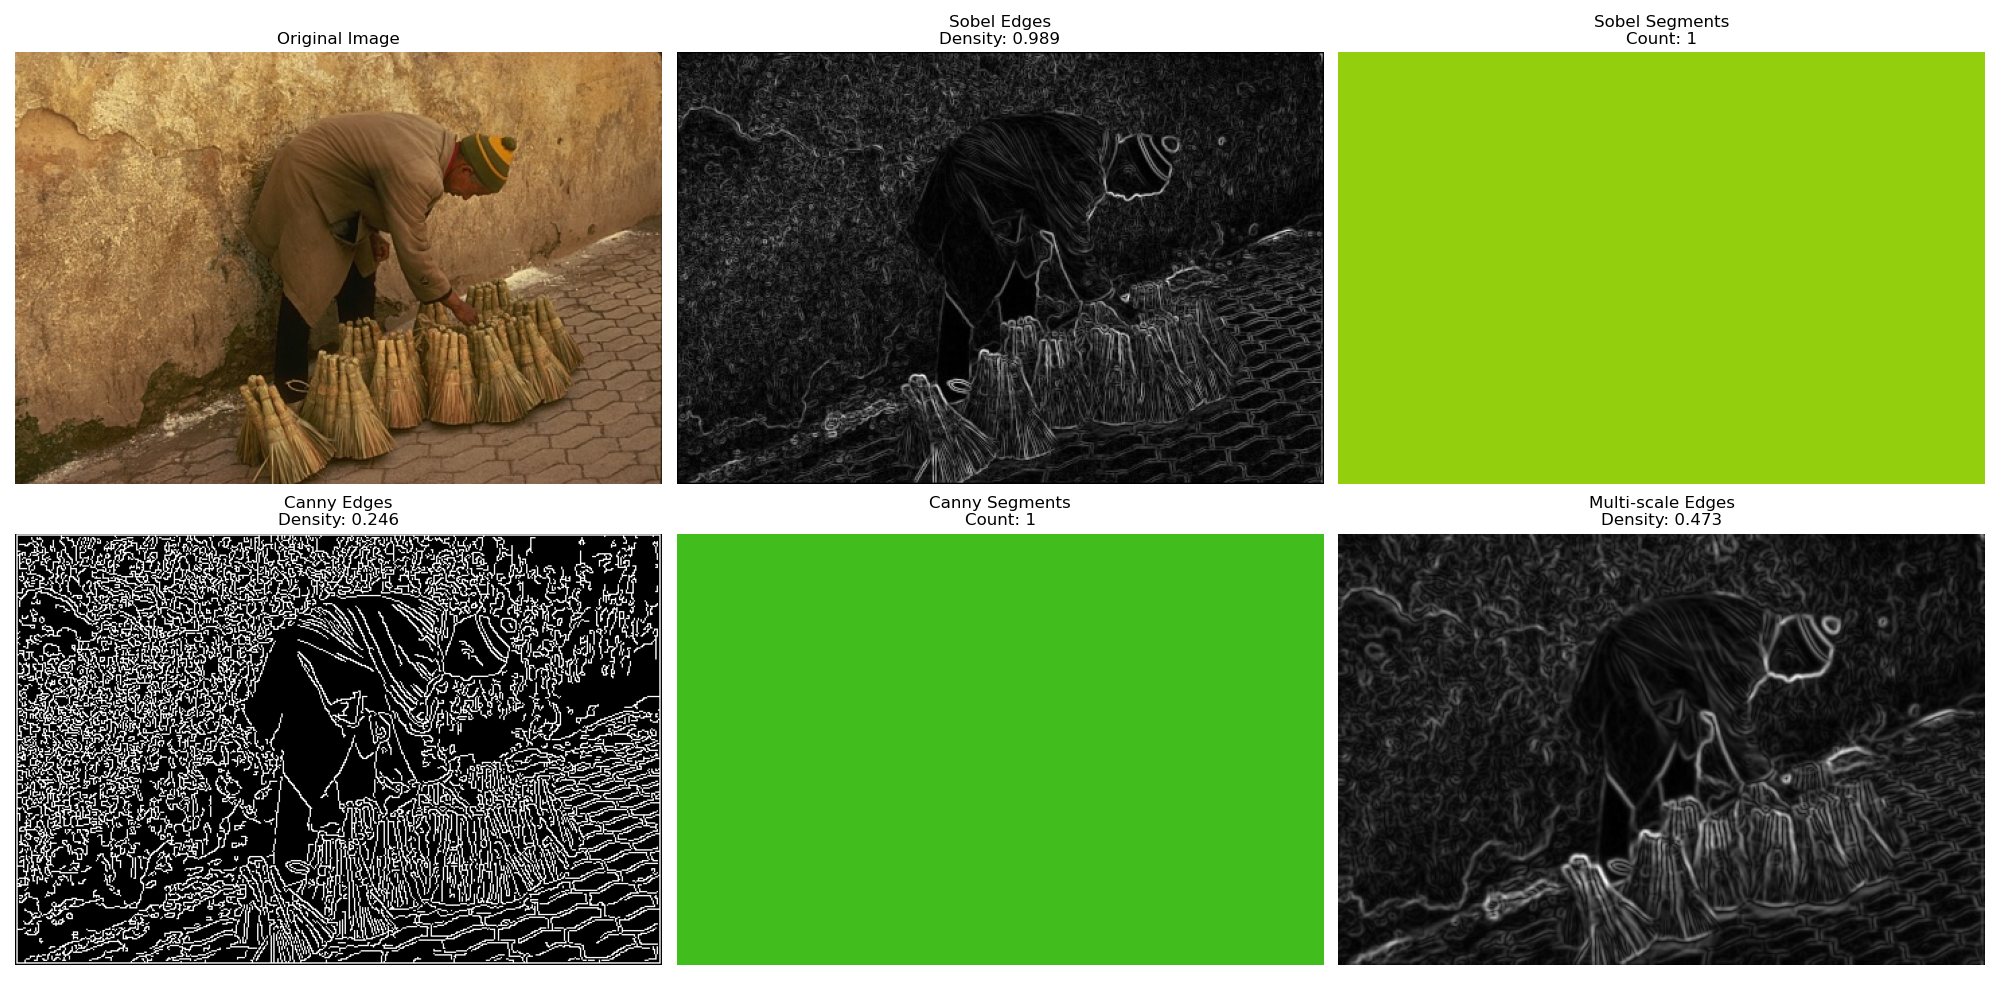 Original Image
Sobel Edges
Density: 0.989
Sobel Segments
Count: 1
Canny Edges
Density: 0.246
Canny Segments
Count: 1
Multi-scale Edges
Density: 0.473